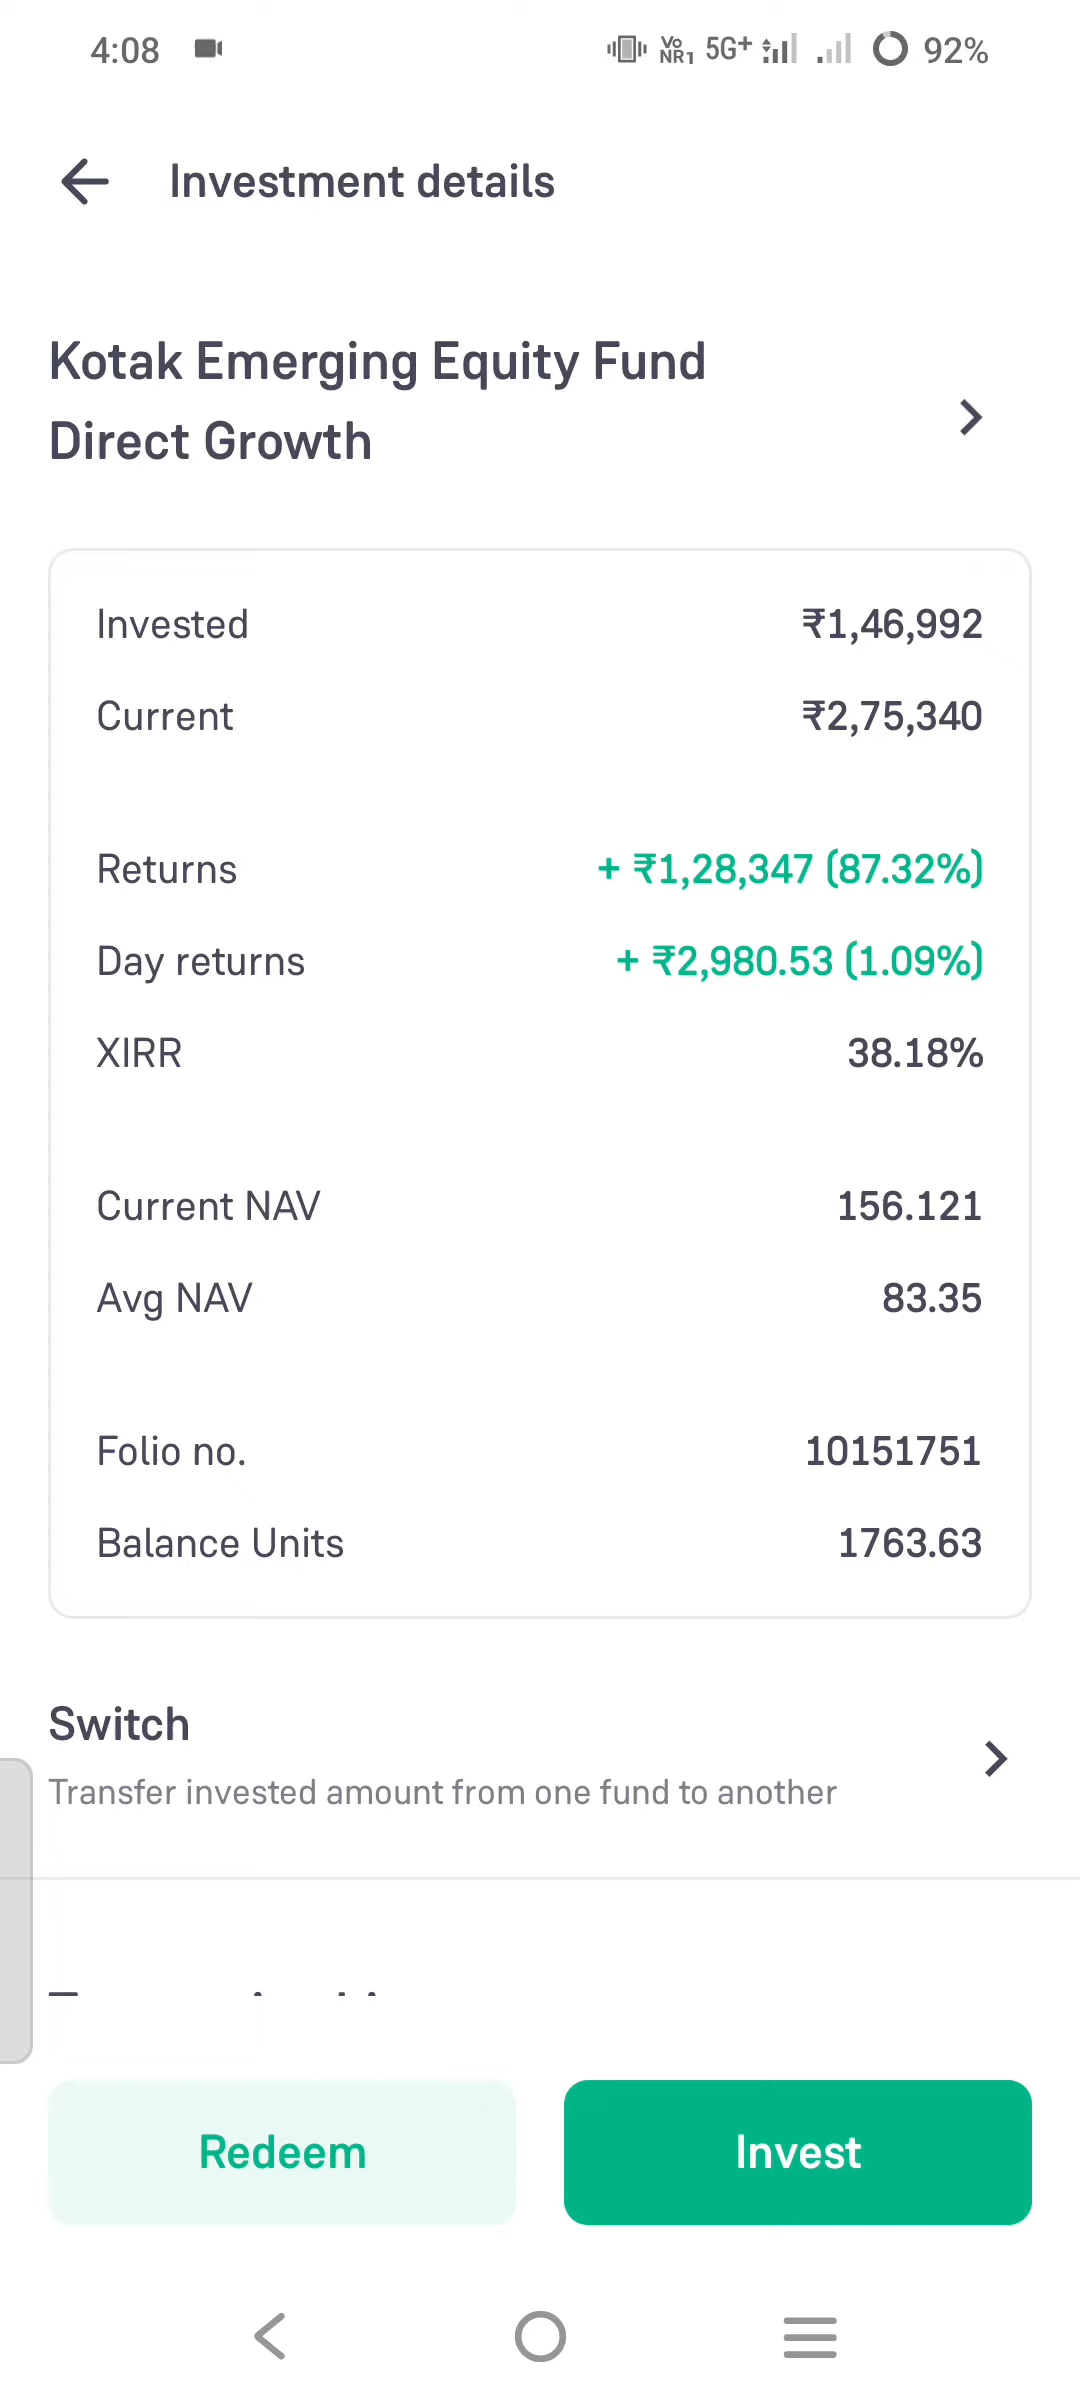 4:08 Vo NR1 5G+ 92%
Investment details
Kotak Emerging Equity Fund
Direct Growth
Invested ₹1,46,992
Current ₹2,75,340
Returns + ₹1,28,347 (87.32%)
Day returns + ₹2,980.53 (1.09%)
XIRR 38.18%
Current NAV 156.121
Avg NAV 83.35
Folio no. 10151751
Balance Units 1763.63
Switch
Transfer invested amount from one fund to another
Redeem Invest